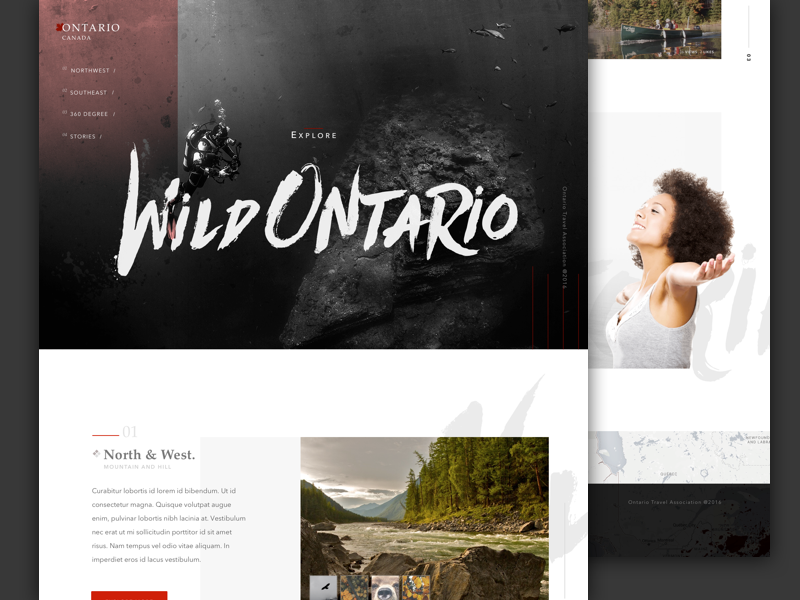 ONTARIO
CANADA
01 NORTHWEST /
02 SOUTHEAST /
03 360 DEGREE /
04 STORIES /
EXPLORE
WILD ONTARIO
Ontario Travel Association @2016
01
North & West.
MOUNTAIN AND HILL
Curabitur lobortis id lorem id bibendum. Ut id
consectetur magna. Quisque volutpat augue
enim, pulvinar lobortis nibh lacinia at. Vestibulum
nec erat ut mi sollicitudin porttitor id sit amet
risus. Nam tempus vel odio vitae aliquam. In
imperdiet eros id lacus vestibulum.
03
QUEBEC
Ontario Travel Association @2016